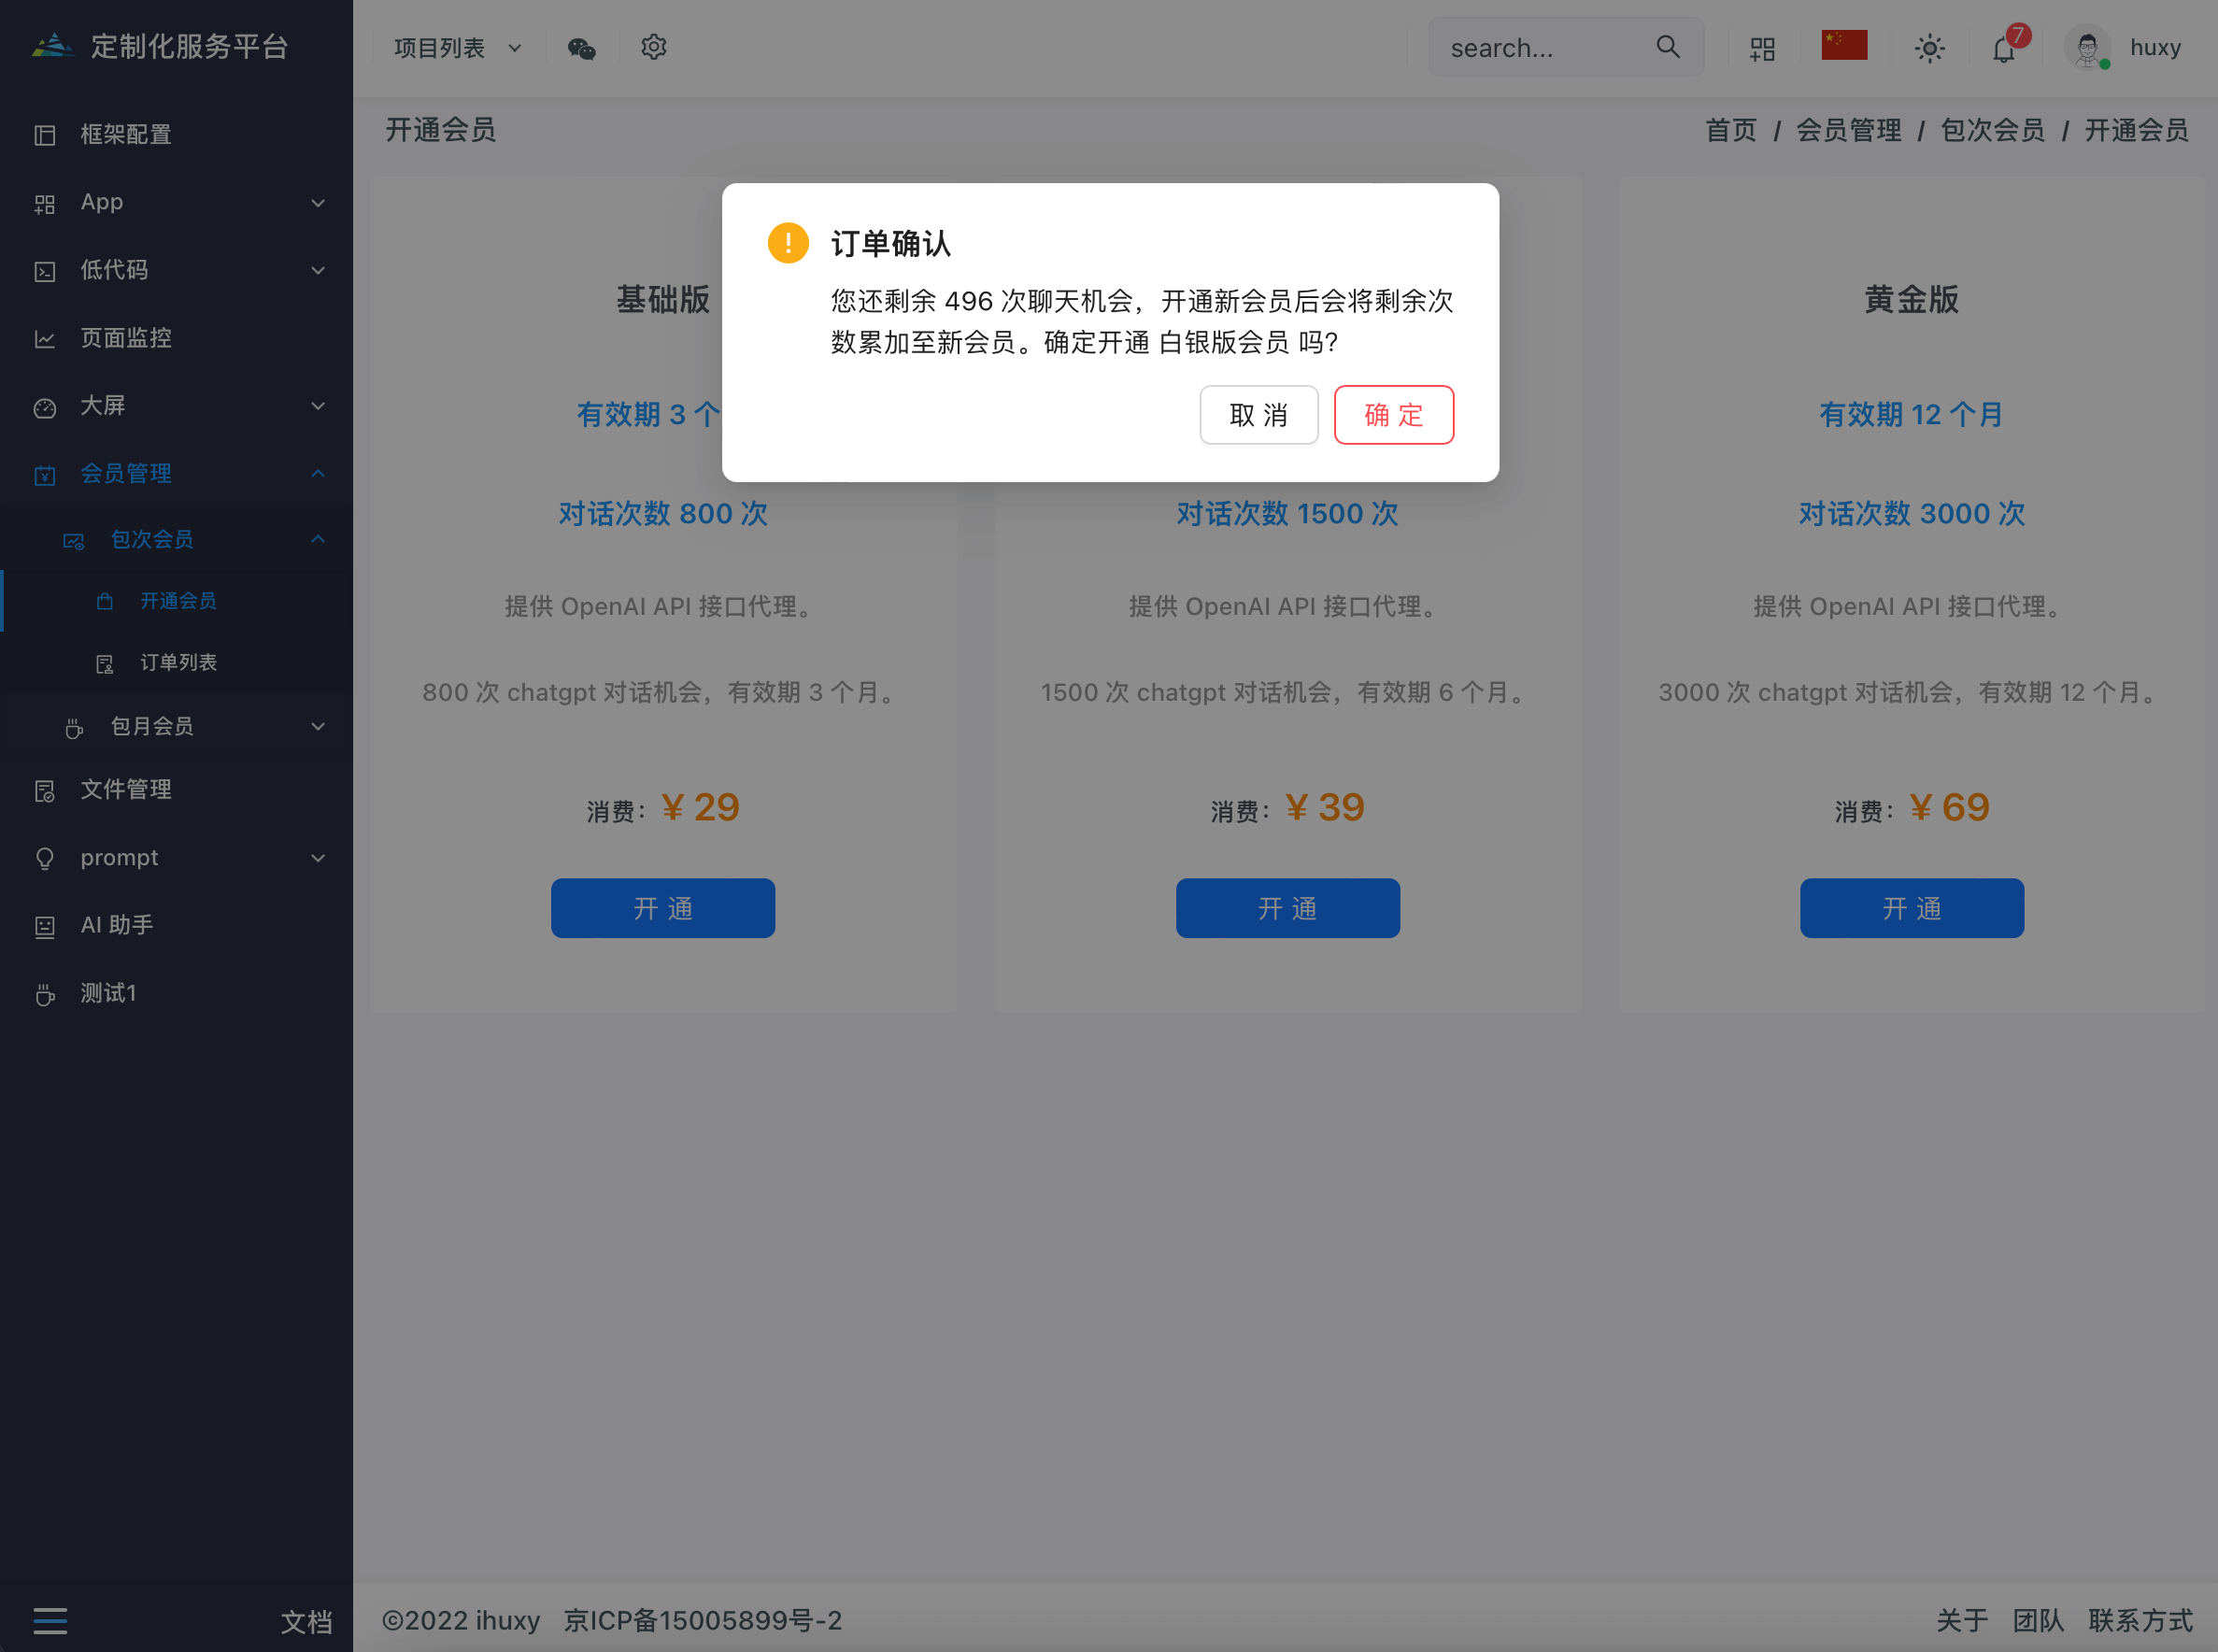 定制化服务平台
框架配置
App
低代码
页面监控
大屏
会员管理
包次会员
开通会员
订单列表
包月会员
文件管理
prompt
AI 助手
测试1
文档
项目列表
search...
7
huxy
开通会员
首页 / 会员管理 / 包次会员 / 开通会员
订单确认
您还剩余 496 次聊天机会，开通新会员后会将剩余次
数累加至新会员。确定开通 白银版会员 吗?
取 消
确 定
基础版
有效期 3 个
对话次数 800 次
提供 OpenAI API 接口代理。
800 次 chatgpt 对话机会，有效期 3 个月。
消费：¥ 29
开 通
对话次数 1500 次
提供 OpenAI API 接口代理。
1500 次 chatgpt 对话机会，有效期 6 个月。
消费：¥ 39
开 通
黄金版
有效期 12 个月
对话次数 3000 次
提供 OpenAI API 接口代理。
3000 次 chatgpt 对话机会，有效期 12 个月。
消费：¥ 69
开 通
©2022 ihuxy 京ICP备15005899号-2
关于 团队 联系方式